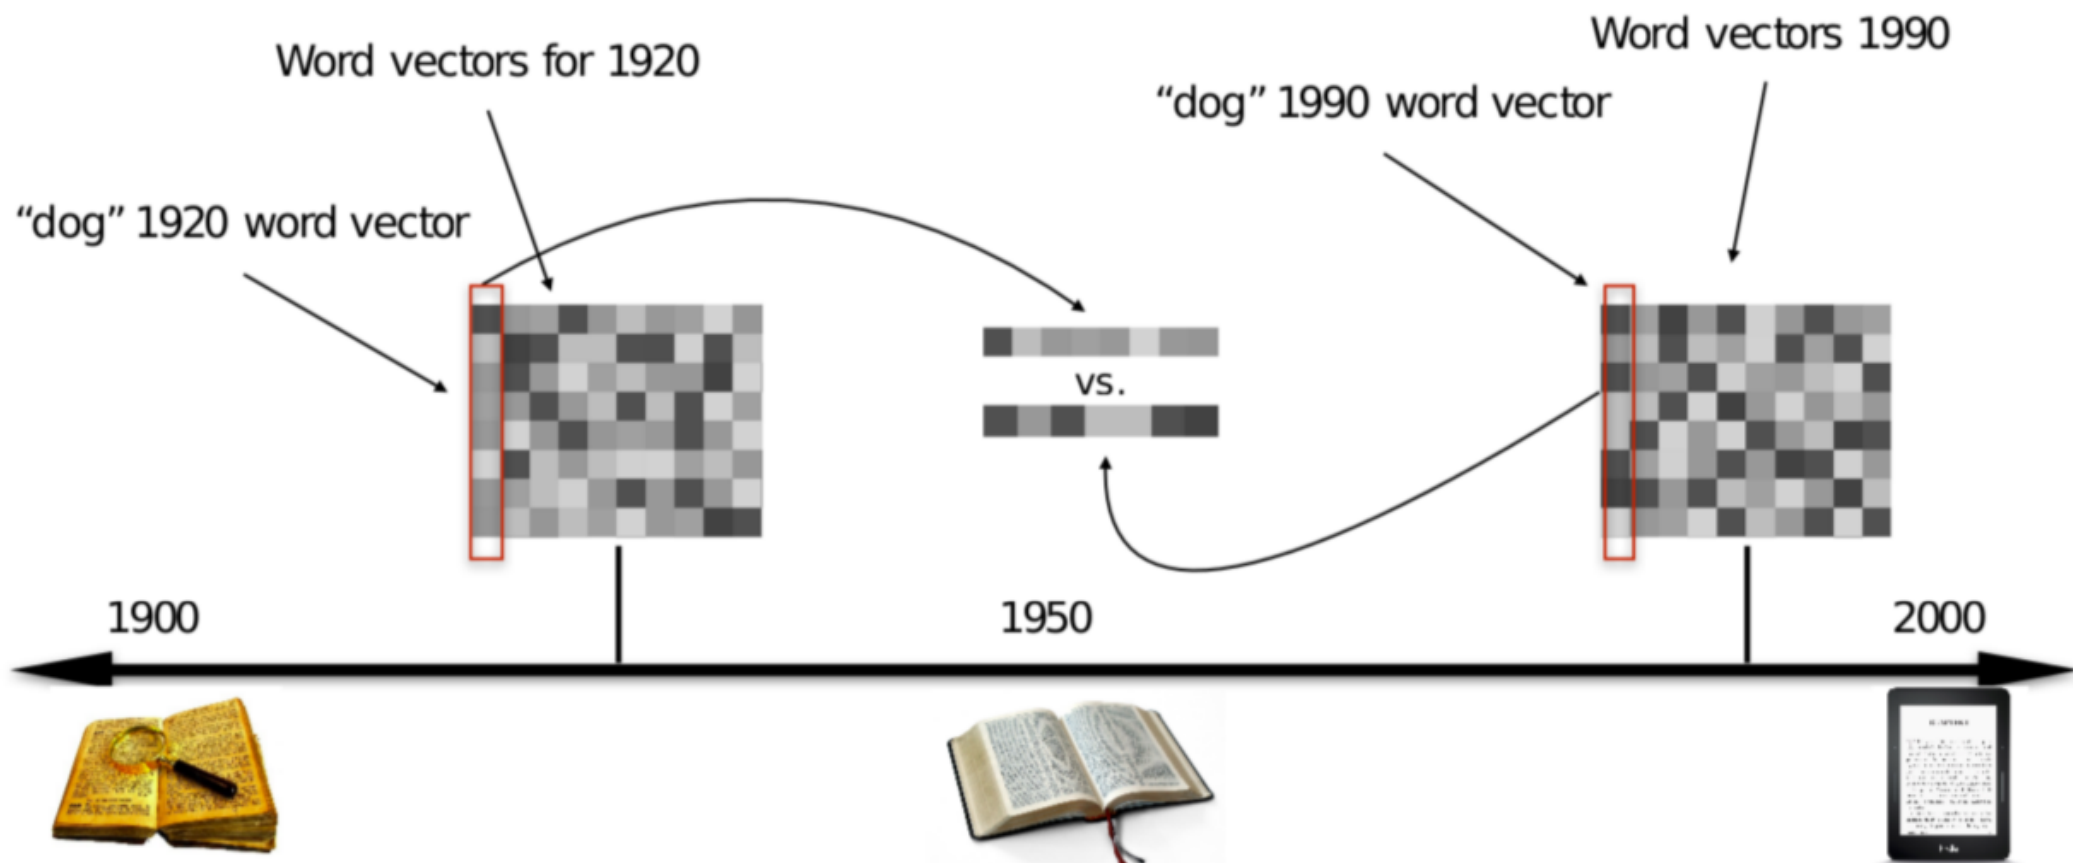 Word vectors 1990
Word vectors for 1920
“dog” 1990 word vector
“dog” 1920 word vector
vs.
1900
1950
2000